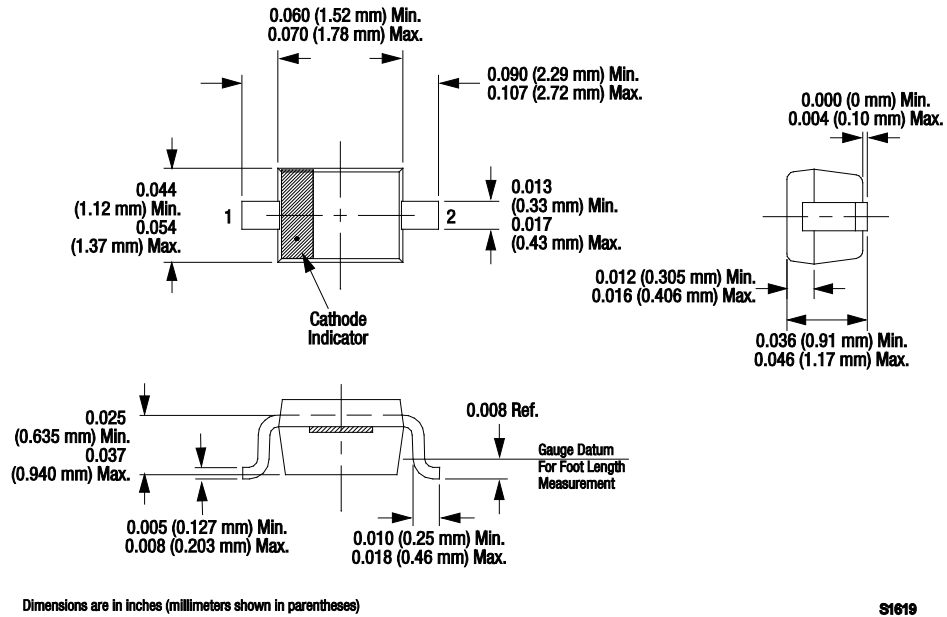 0.060 (1.52 mm) Min.
0.070 (1.78 mm) Max.
0.090 (2.29 mm) Min.
0.107 (2.72 mm) Max.
0.000 (0 mm) Min.
0.004 (0.10 mm) Max.
0.044
(1.12 mm) Min.
0.054
(1.37 mm) Max.
1
2
0.013
(0.33 mm) Min.
0.017
(0.43 mm) Max.
0.012 (0.305 mm) Min.
0.016 (0.406 mm) Max.
Cathode
Indicator
0.036 (0.91 mm) Min.
0.046 (1.17 mm) Max.
0.025
(0.635 mm) Min.
0.037
(0.940 mm) Max.
0.008 Ref.
Gauge Datum
For Foot Length
Measurement
0.005 (0.127 mm) Min.
0.008 (0.203 mm) Max.
0.010 (0.25 mm) Min.
0.018 (0.46 mm) Max.
Dimensions are in inches (millimeters shown in parentheses)
S1619